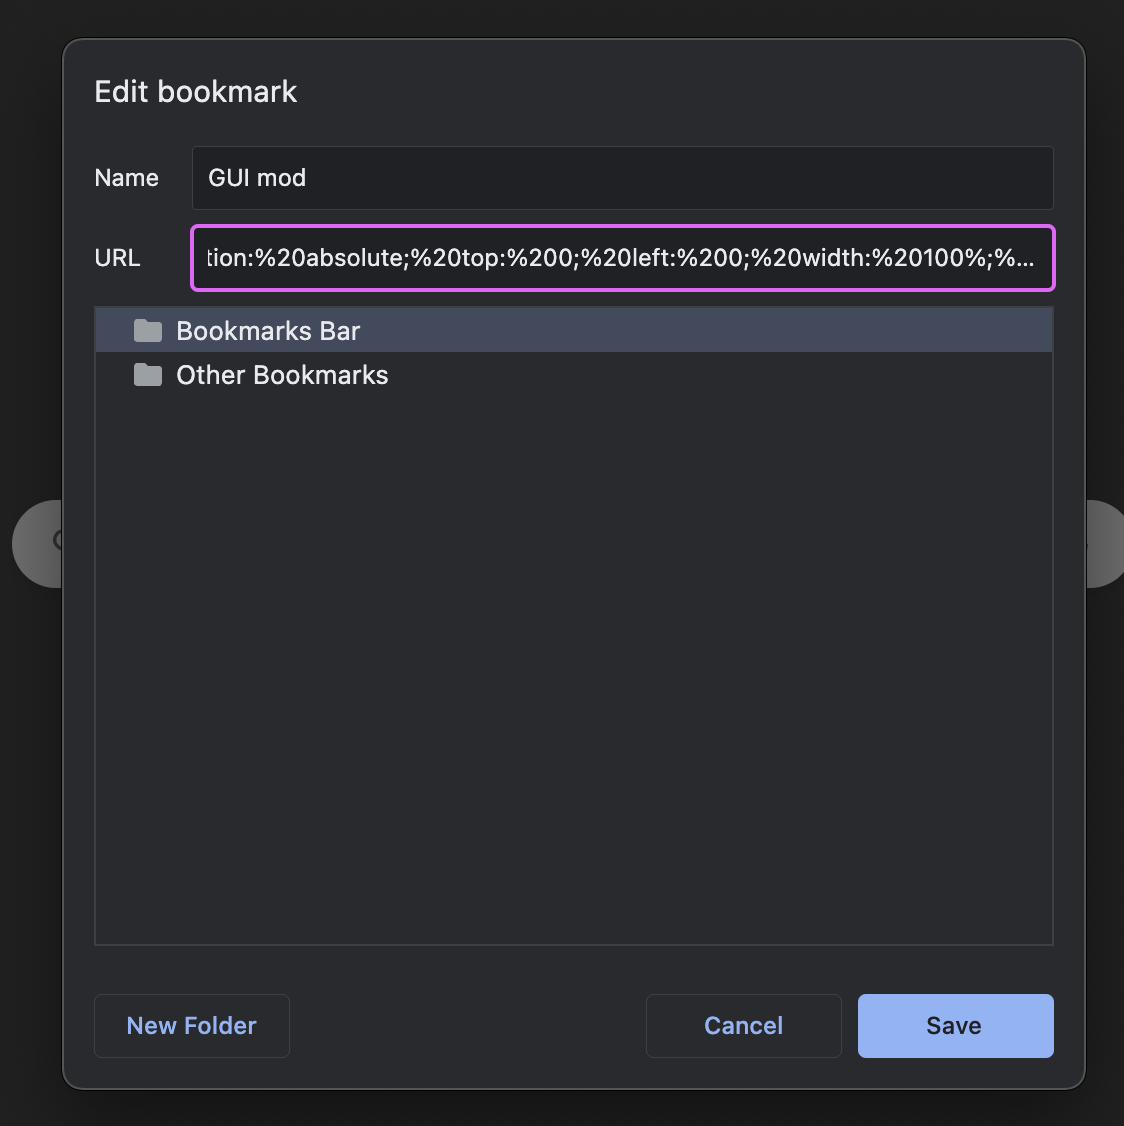 Edit bookmark
Name GUI mod
URL tion:%20absolute;%20top:%200;%20left:%200;%20width:%20100%;%...
Bookmarks Bar
Other Bookmarks
New Folder Cancel Save